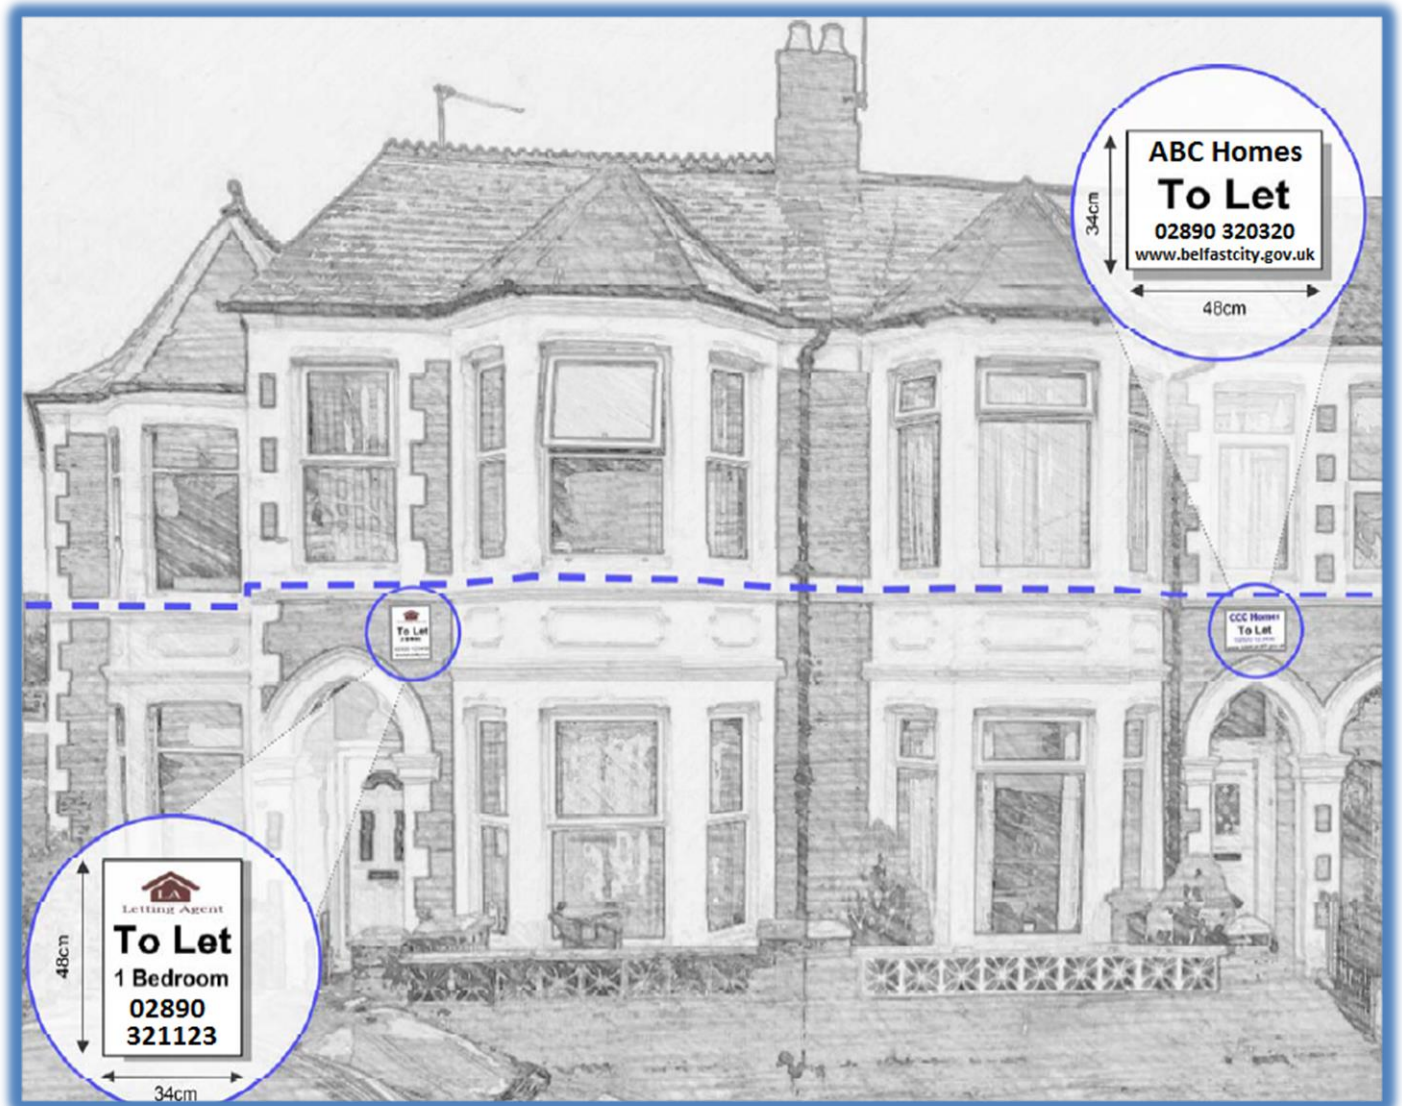 ABC Homes
To Let
02890 320320
www.belfastcity.gov.uk
34cm
48cm
To Let
CCC Homes
To Let
LA
Letting Agent
To Let
1 Bedroom
02890
321123
48cm
34cm